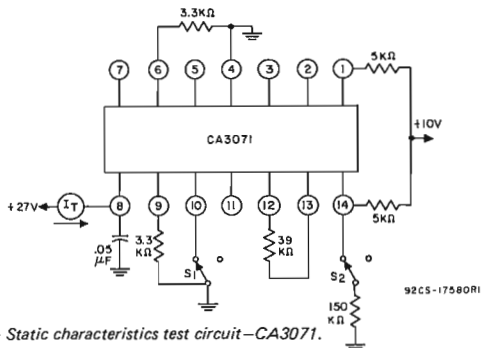 3.3KΩ
7 6 5 4 3 2 1
5KΩ
+10V
CA3071
+27V
IT
8 9 10 11 12 13 14
5KΩ
.05
μF
3.3
KΩ
S1
39
KΩ
S2
150
KΩ
92CS-17580R1
Static characteristics test circuit–CA3071.